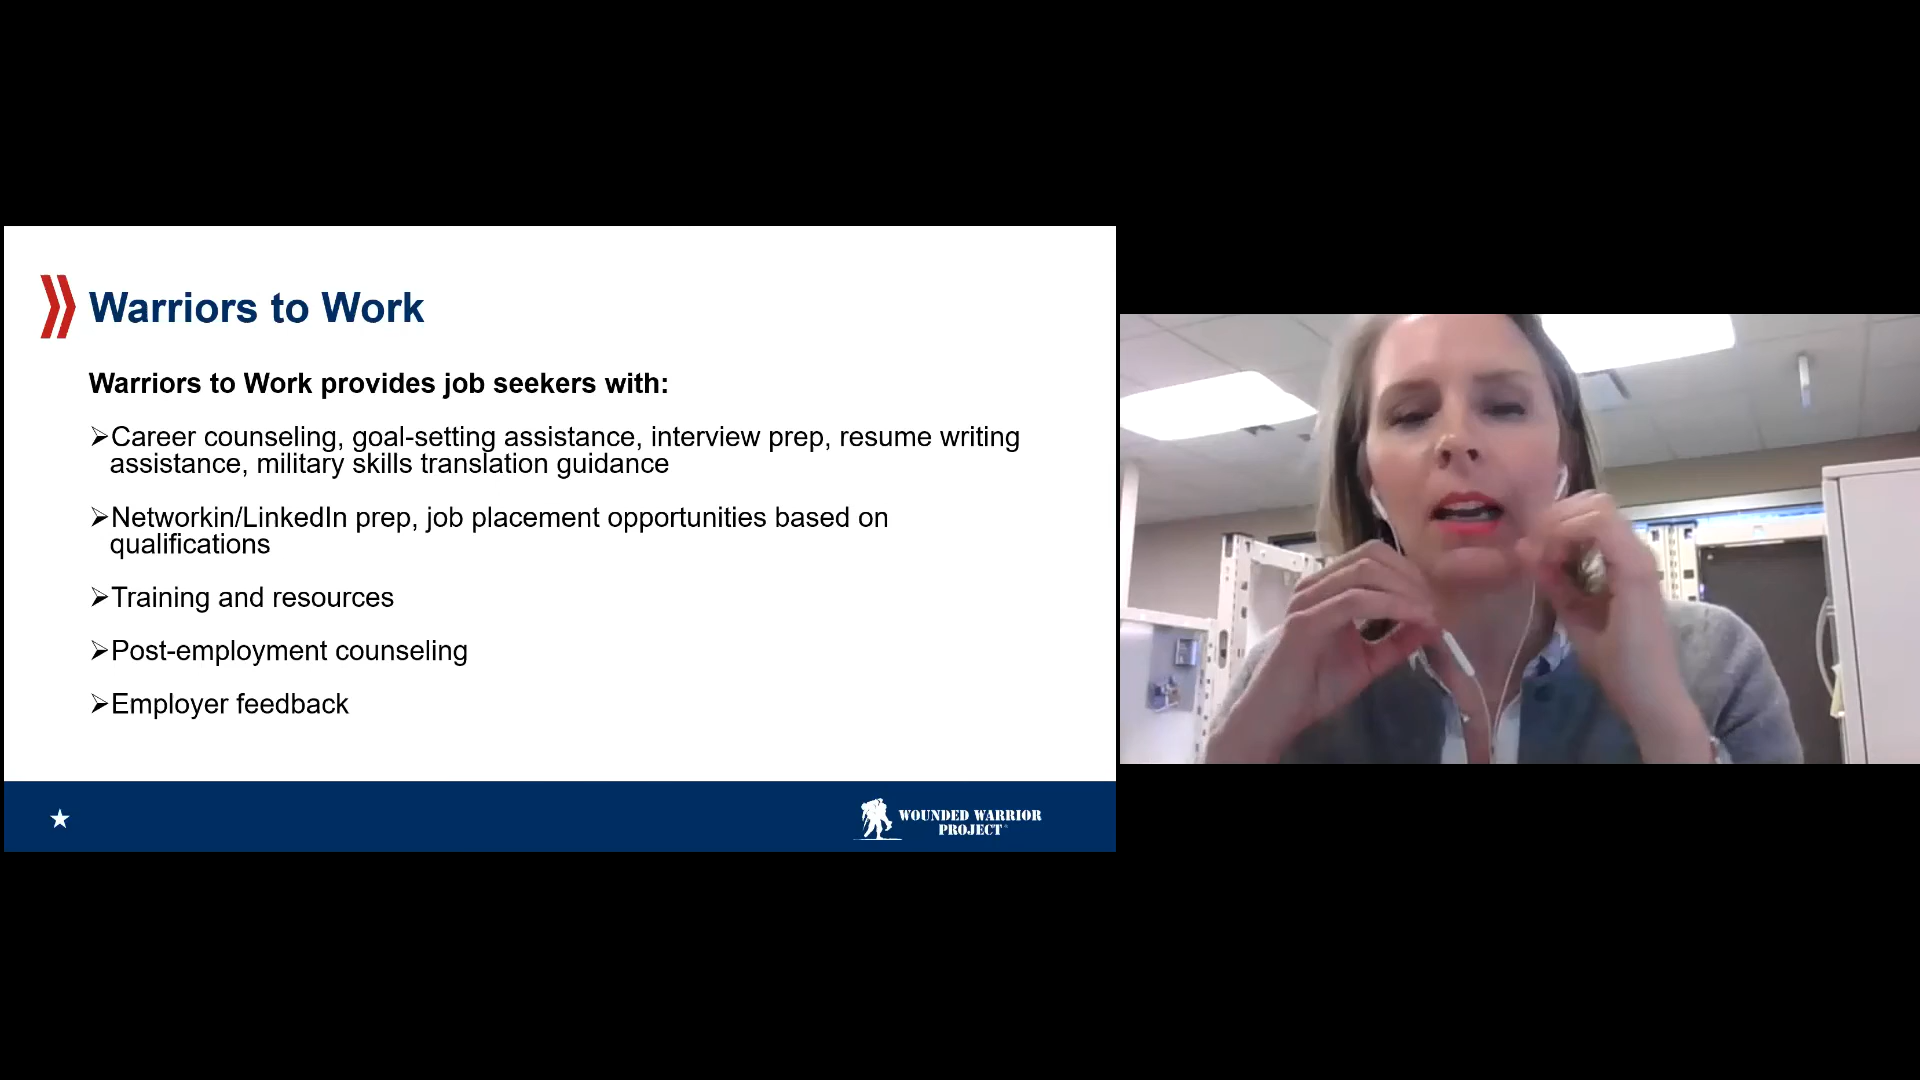 Warriors to Work
Warriors to Work provides job seekers with:
➢Career counseling, goal-setting assistance, interview prep, resume writing
assistance, military skills translation guidance
➢Networkin/LinkedIn prep, job placement opportunities based on
qualifications
➢Training and resources
➢Post-employment counseling
➢Employer feedback
WOUNDED WARRIOR
PROJECT